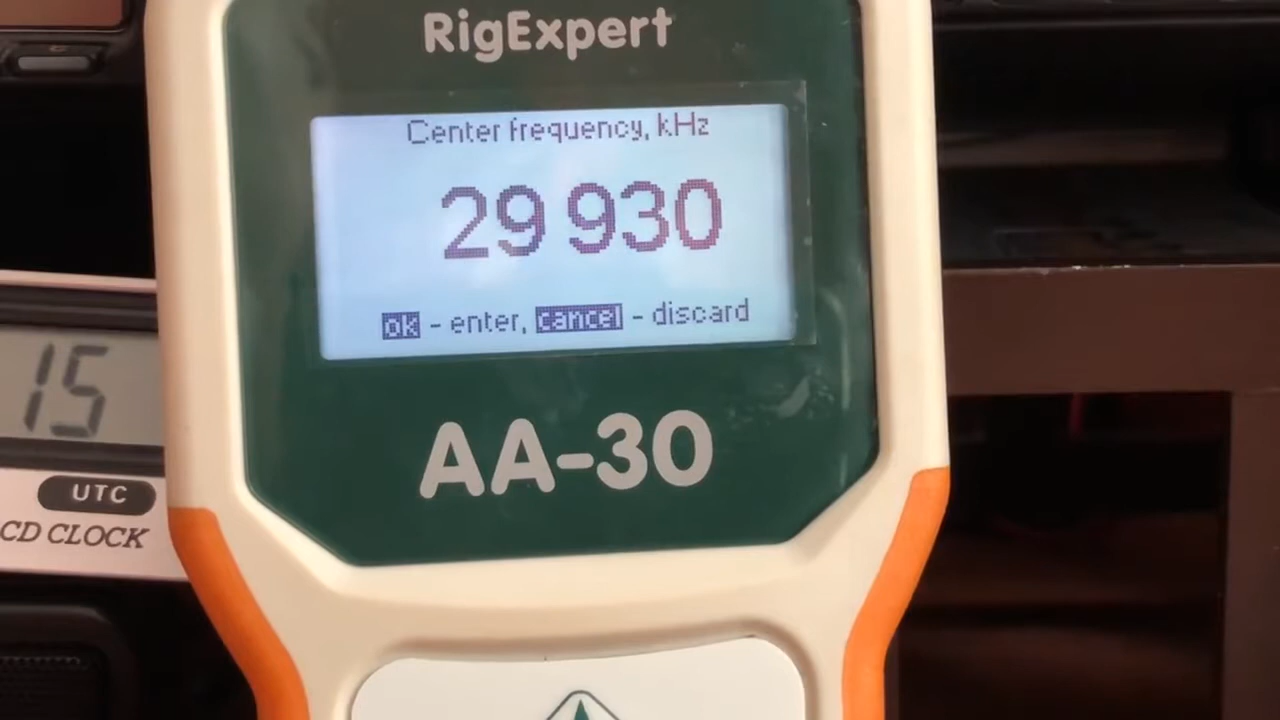 RigExpert
Center frequency, kHz
29 930
ok - enter, cancel - discard
AA-30
15
UTC
CD CLOCK